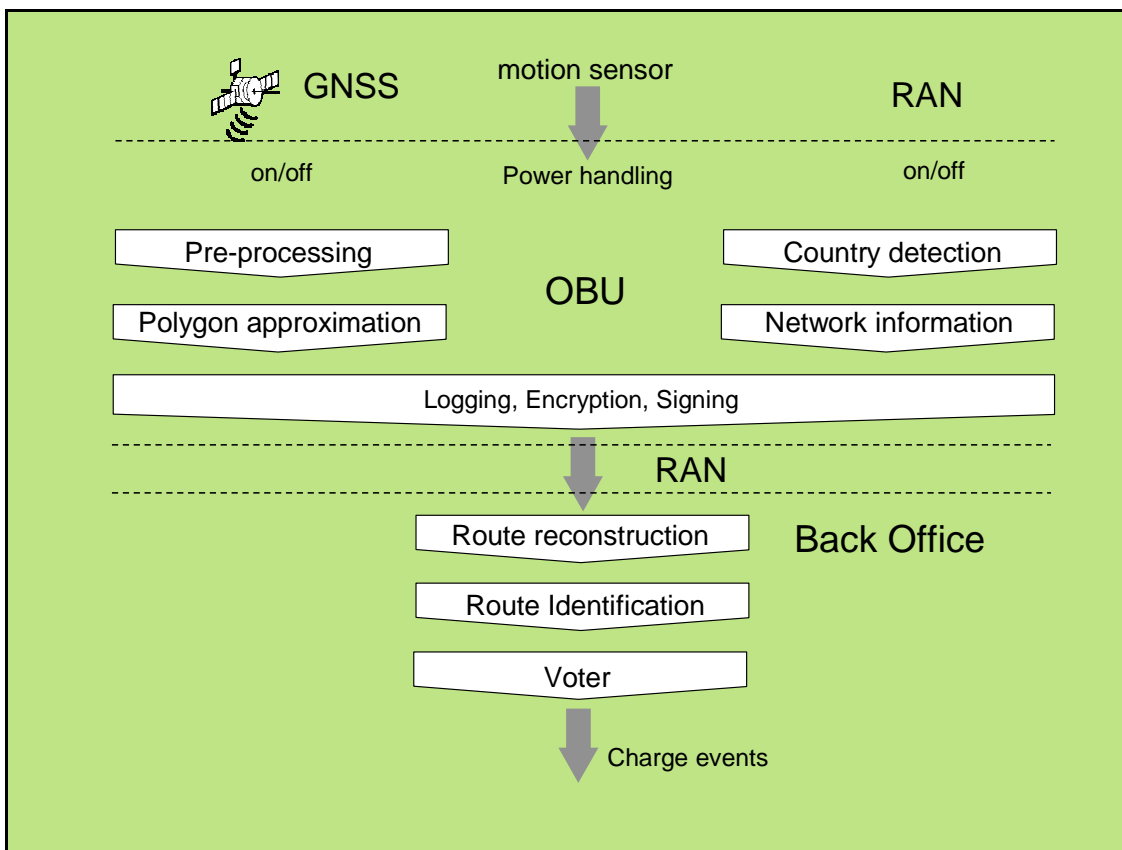 GNSS
motion sensor
RAN
on/off
Power handling
on/off
Pre-processing
Country detection
OBU
Polygon approximation
Network information
Logging, Encryption, Signing
RAN
Route reconstruction
Back Office
Route Identification
Voter
Charge events